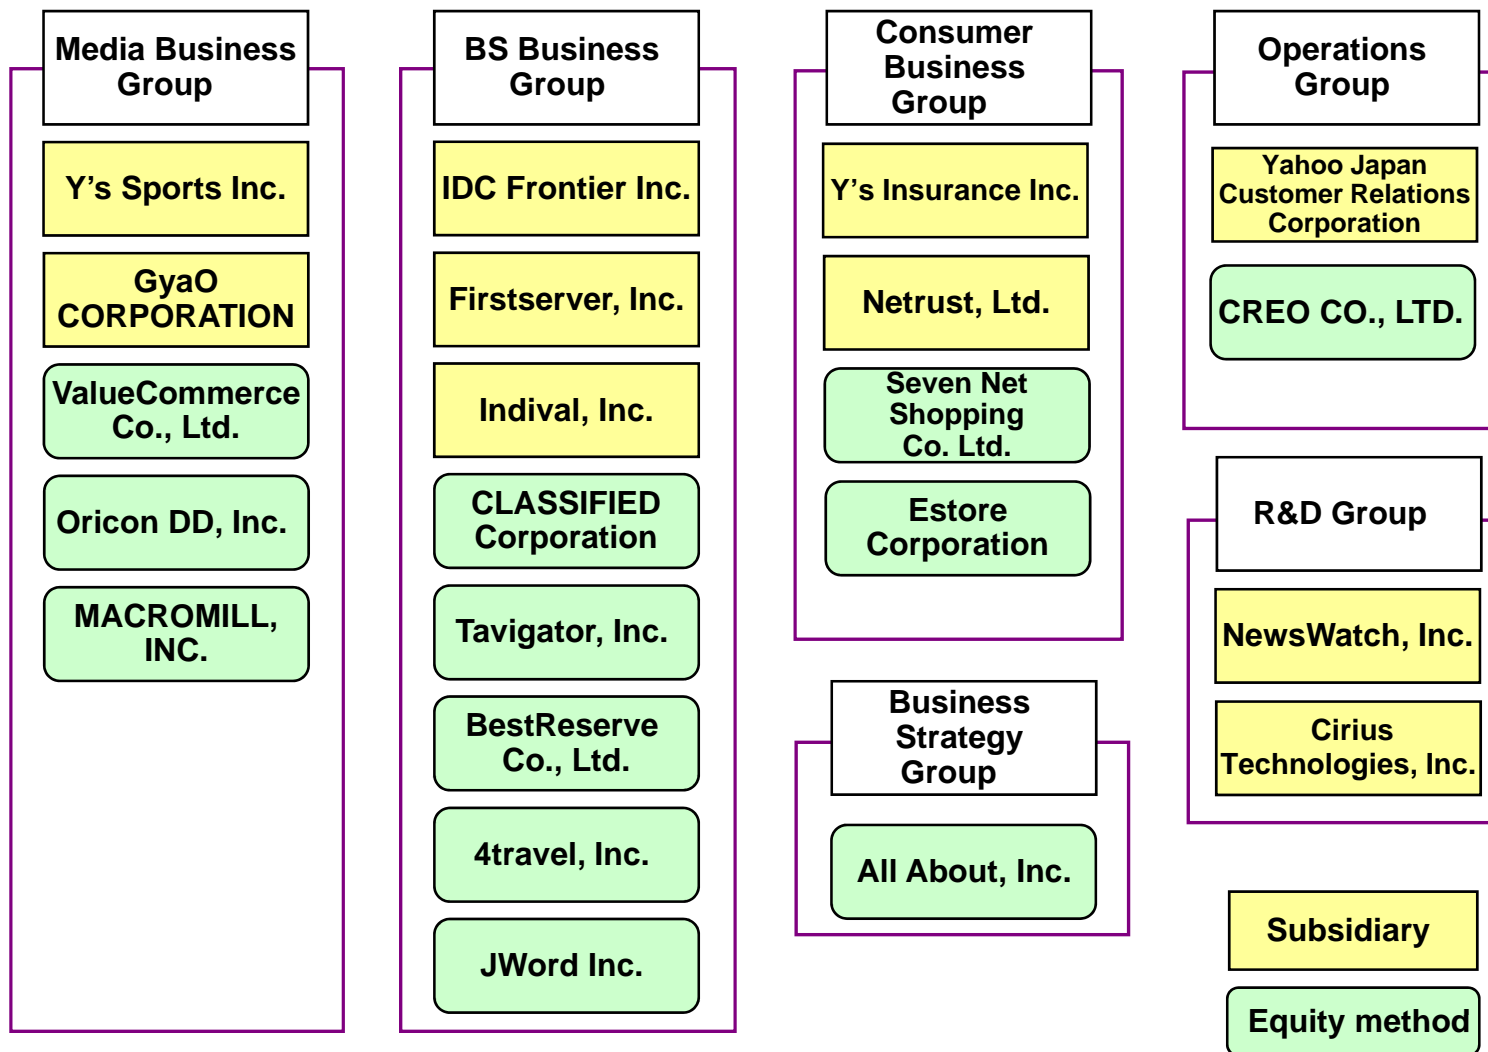 Media Business
Group
Y's Sports Inc.
GyaO
CORPORATION
ValueCommerce
Co., Ltd.
Oricon DD, Inc.
MACROMILL,
INC.
BS Business
Group
IDC Frontier Inc.
Firstserver, Inc.
Indival, Inc.
CLASSIFIED
Corporation
Tavigator, Inc.
BestReserve
Co., Ltd.
4travel, Inc.
JWord Inc.
Consumer
Business
Group
Y's Insurance Inc.
Netrust, Ltd.
Seven Net
Shopping
Co. Ltd.
Estore
Corporation
Business
Strategy
Group
All About, Inc.
Operations
Group
Yahoo Japan
Customer Relations
Corporation
CREO CO., LTD.
R&D Group
NewsWatch, Inc.
Cirius
Technologies, Inc.
Subsidiary
Equity method